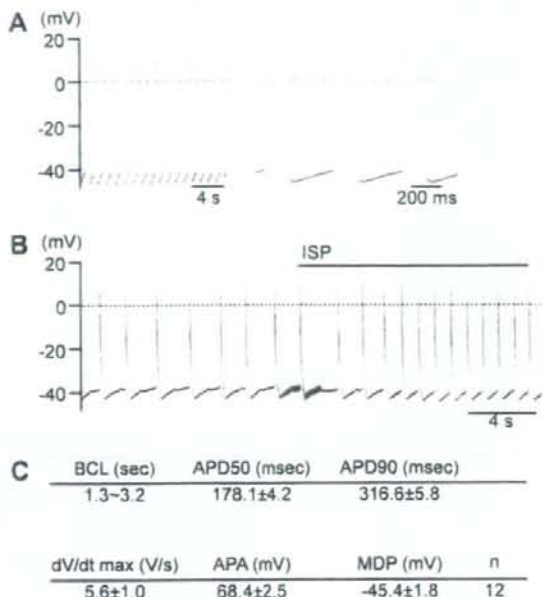 A (mV)
20
0
-20
-40
4 s
200 ms
B (mV)
ISP
20
0
-20
-40
4 s
C
BCL (sec) APD50 (msec) APD90 (msec)
1.3~3.2 178.1±4.2 316.6±5.8
dV/dt max (V/s) APA (mV) MDP (mV) n
5.6±1.0 68.4±2.5 -45.4±1.8 12